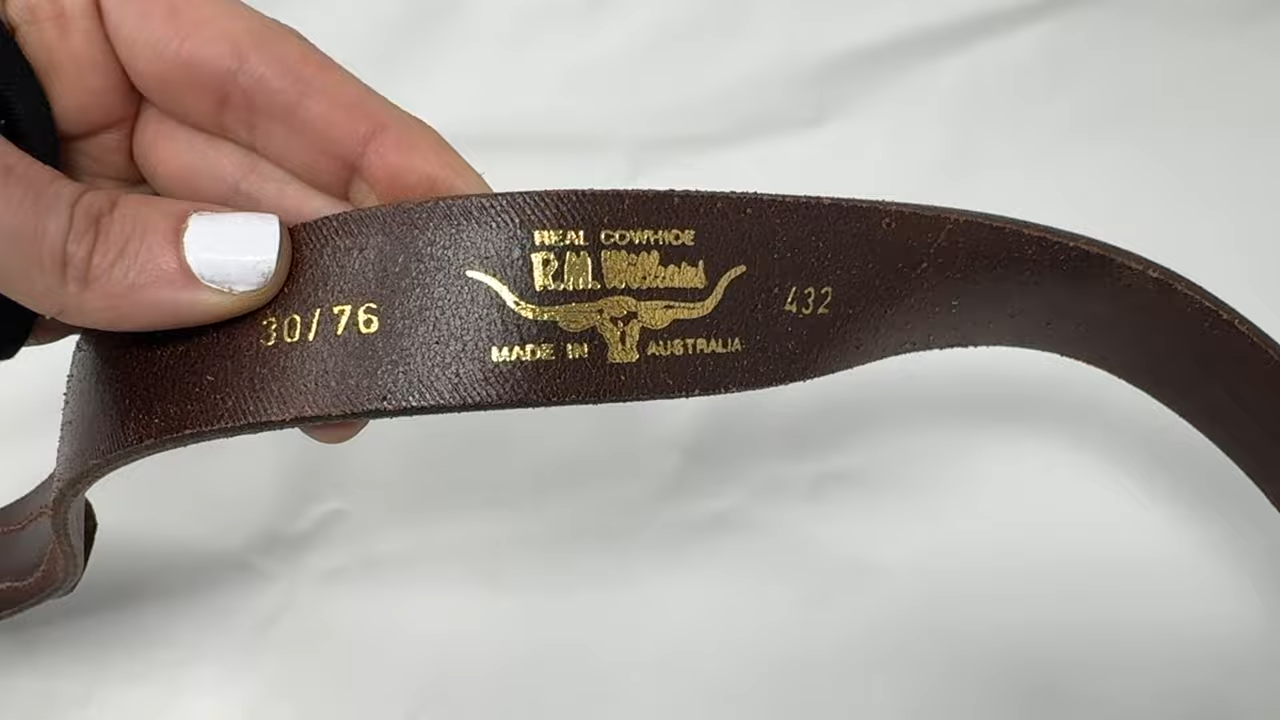 REAL COWHIDE
R.M. Williams
30/76
432
MADE IN AUSTRALIA